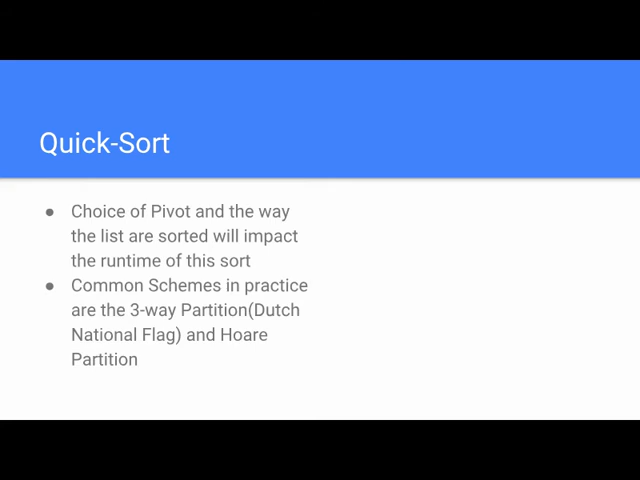 Quick-Sort
● Choice of Pivot and the way
the list are sorted will impact
the runtime of this sort
● Common Schemes in practice
are the 3-way Partition(Dutch
National Flag) and Hoare
Partition